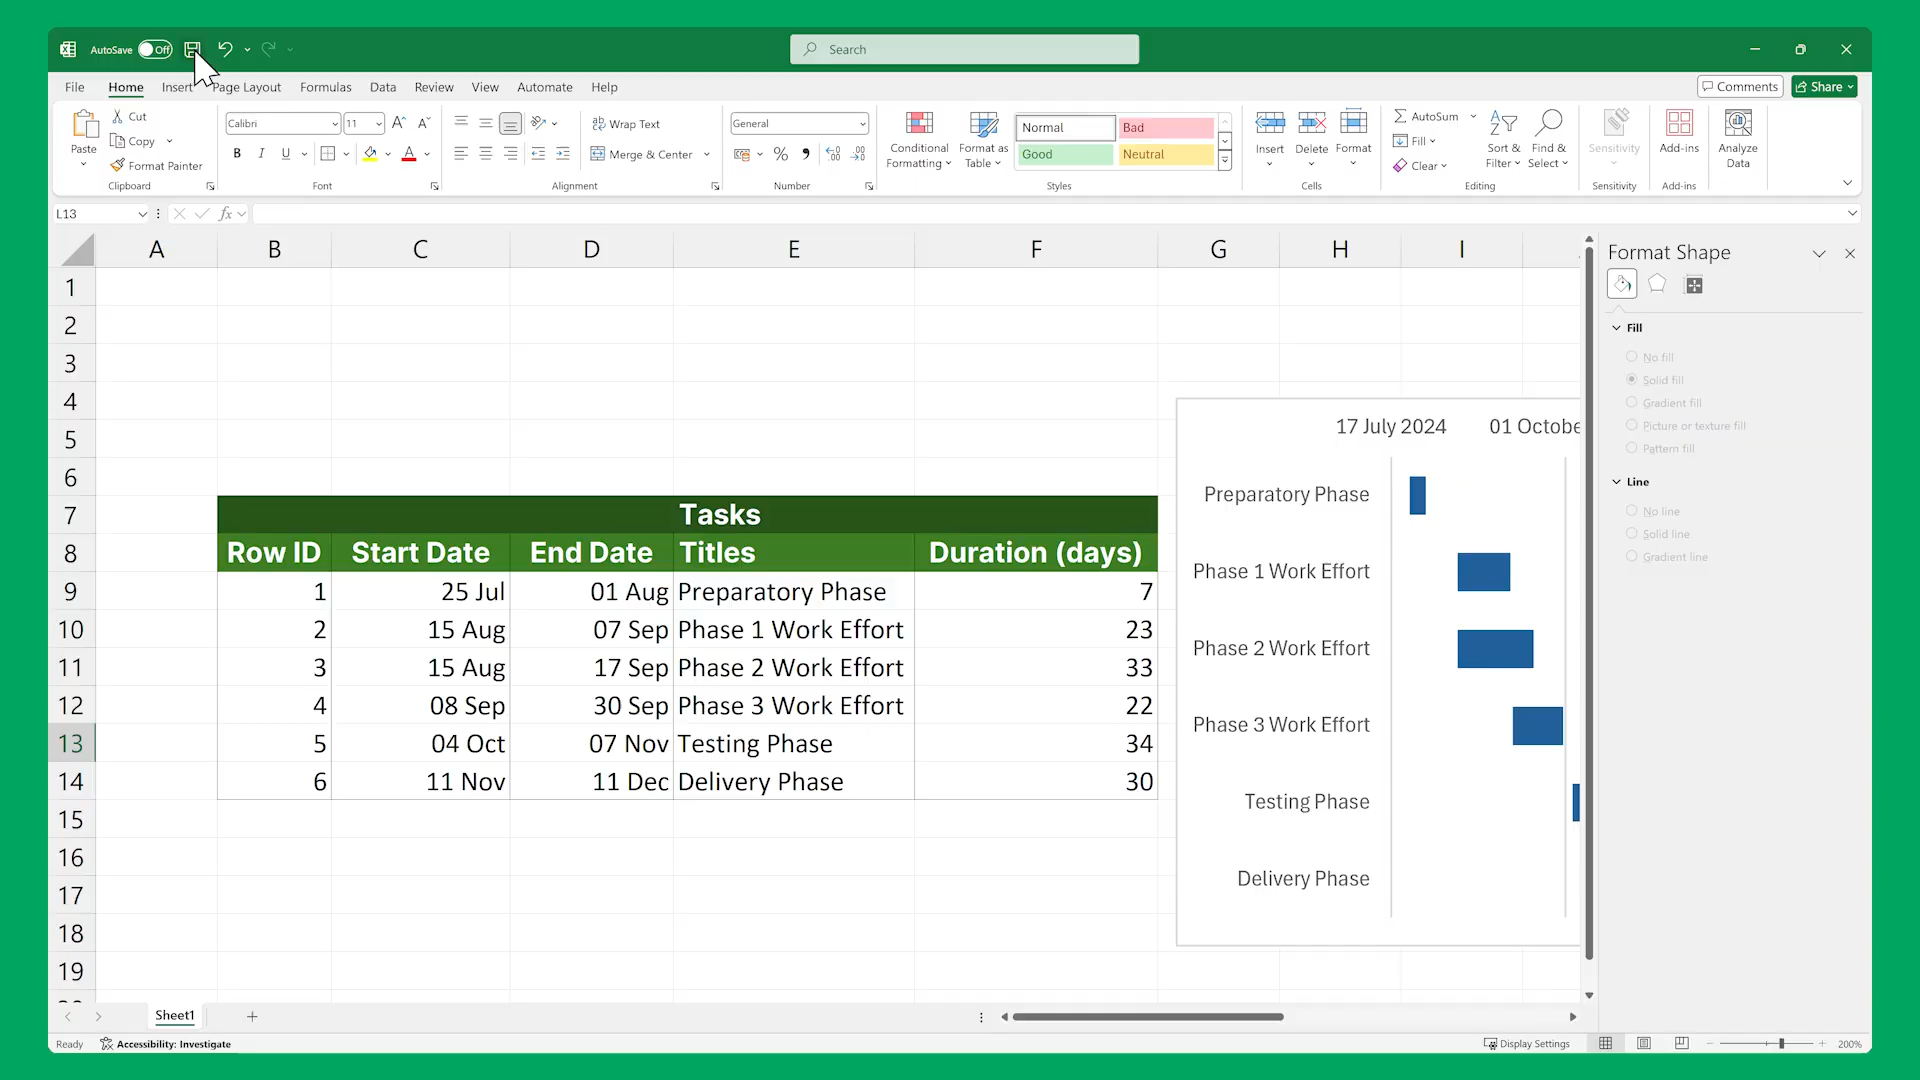 AutoSave Off Search
File Home Insert Page Layout Formulas Data Review View Automate Help Comments Share
Paste Cut Copy Format Painter Clipboard
Calibri 11 B I U Font
Wrap Text Merge & Center Alignment
General % Number
Conditional Formatting Format as Table Normal Bad Good Neutral Styles
Insert Delete Format Cells
AutoSum Fill Clear Sort & Filter Find & Select Editing
Sensitivity Sensitivity
Add-ins Add-ins
Analyze Data
L13 fx
A B C D E F G H I
1
2
3
4
5
6
7 Tasks
8 Row ID Start Date End Date Titles Duration (days)
9 1 25 Jul 01 Aug Preparatory Phase 7
10 2 15 Aug 07 Sep Phase 1 Work Effort 23
11 3 15 Aug 17 Sep Phase 2 Work Effort 33
12 4 08 Sep 30 Sep Phase 3 Work Effort 22
13 5 04 Oct 07 Nov Testing Phase 34
14 6 11 Nov 11 Dec Delivery Phase 30
15
16
17
18
19
17 July 2024 01 Octobe
Preparatory Phase
Phase 1 Work Effort
Phase 2 Work Effort
Phase 3 Work Effort
Testing Phase
Delivery Phase
Format Shape
Fill
No fill
Solid fill
Gradient fill
Picture or texture fill
Pattern fill
Line
No line
Solid line
Gradient line
Sheet1
Ready Accessibility: Investigate Display Settings 200%